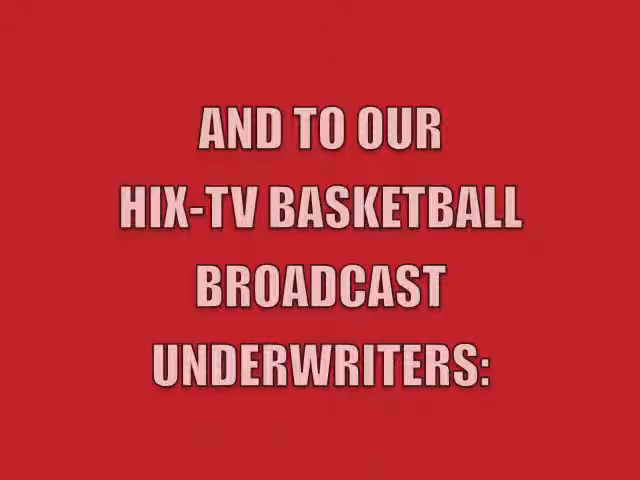 AND TO OUR
HIX-TV BASKETBALL
BROADCAST
UNDERWRITERS: